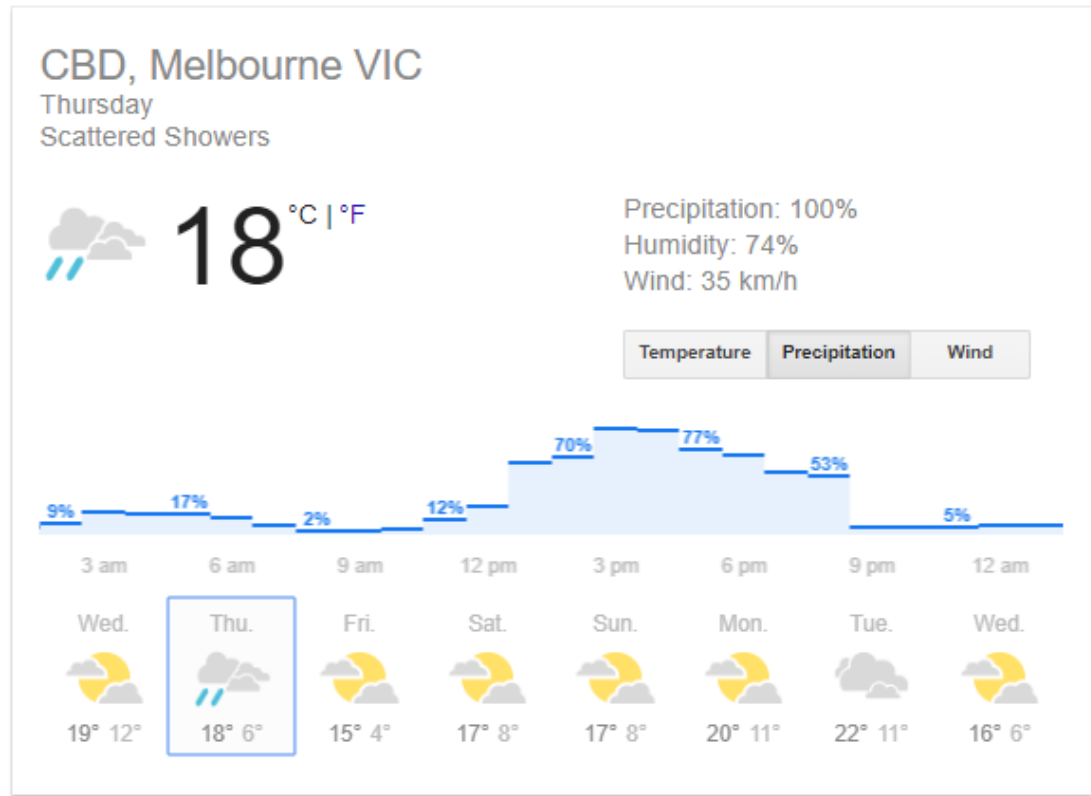 CBD, Melbourne VIC
Thursday
Scattered Showers
18 °C | °F
Precipitation: 100%
Humidity: 74%
Wind: 35 km/h
Temperature Precipitation Wind
9% 17% 2% 12% 70% 77% 53% 5%
3 am 6 am 9 am 12 pm 3 pm 6 pm 9 pm 12 am
Wed. Thu. Fri. Sat. Sun. Mon. Tue. Wed.
19° 12° 18° 6° 15° 4° 17° 8° 17° 8° 20° 11° 22° 11° 16° 6°